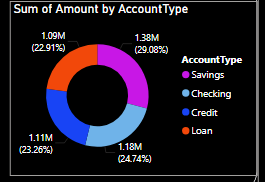 Sum of Amount by AccountType
1.09M
(22.91%)
1.38M
(29.08%)
AccountType
Savings
Checking
Credit
Loan
1.11M
(23.26%)
1.18M
(24.74%)